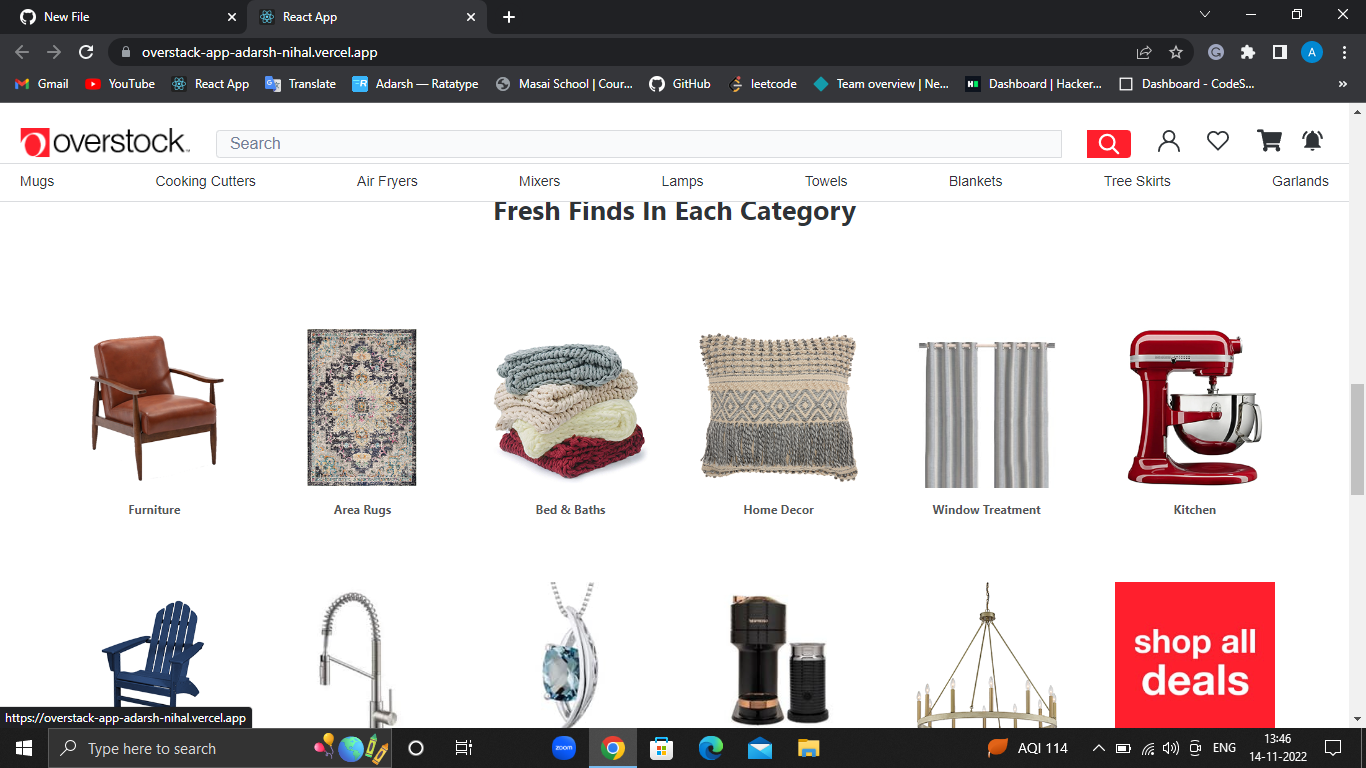 New File
React App
overstack-app-adarsh-nihal.vercel.app
A
Gmail YouTube React App Translate Adarsh — Ratatype Masai School | Cour... GitHub leetcode Team overview | Ne... Dashboard | Hacker... Dashboard - CodeS... »
overstock™
Search
Mugs Cooking Cutters Air Fryers Mixers Lamps Towels Blankets Tree Skirts Garlands
Fresh Finds In Each Category
Furniture Area Rugs Bed & Baths Home Decor Window Treatment Kitchen
shop all
deals
https://overstack-app-adarsh-nihal.vercel.app
Type here to search
zoom
AQI 114
ENG
13:46
14-11-2022